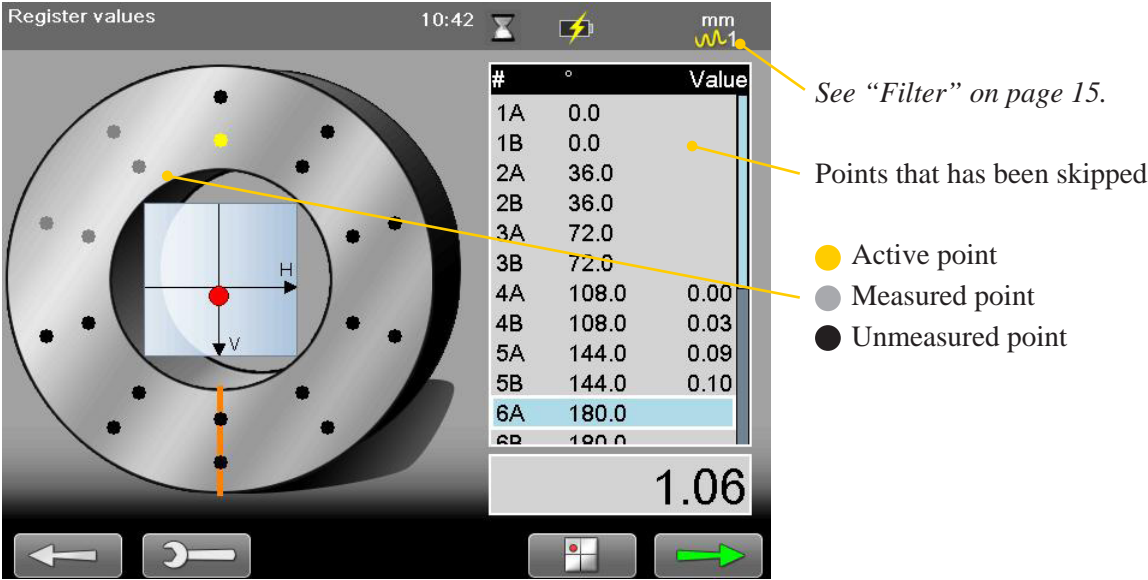 Register values
10:42
mm
1
See “Filter” on page 15.
# ° Value
1A 0.0
1B 0.0
2A 36.0
2B 36.0
3A 72.0
3B 72.0
4A 108.0 0.00
4B 108.0 0.03
5A 144.0 0.09
5B 144.0 0.10
6A 180.0
6B 180.0
1.06
H
V
Points that has been skipped
Active point
Measured point
Unmeasured point